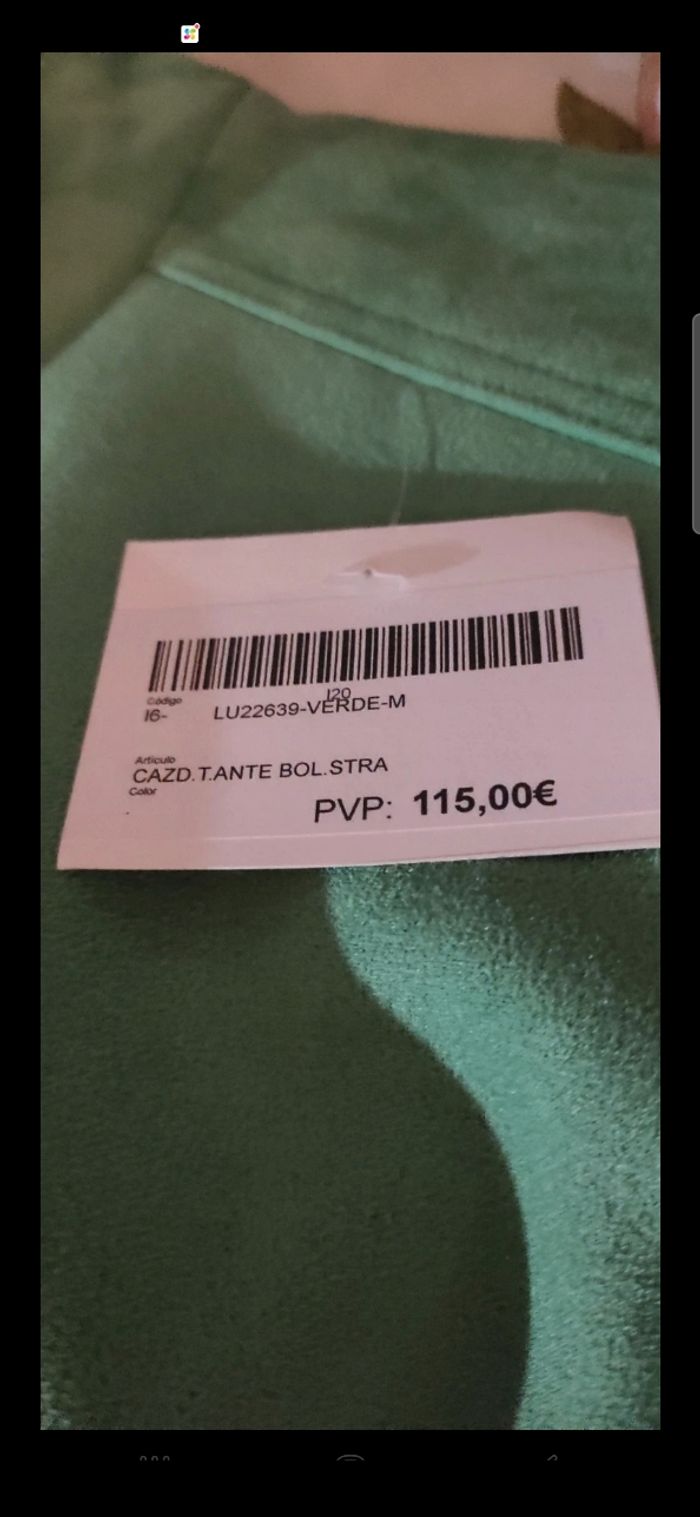 Código
I20
I6- LU22639-VERDE-M
Artículo
CAZD.T.ANTE BOL.STRA
Color
.
PVP: 115,00€